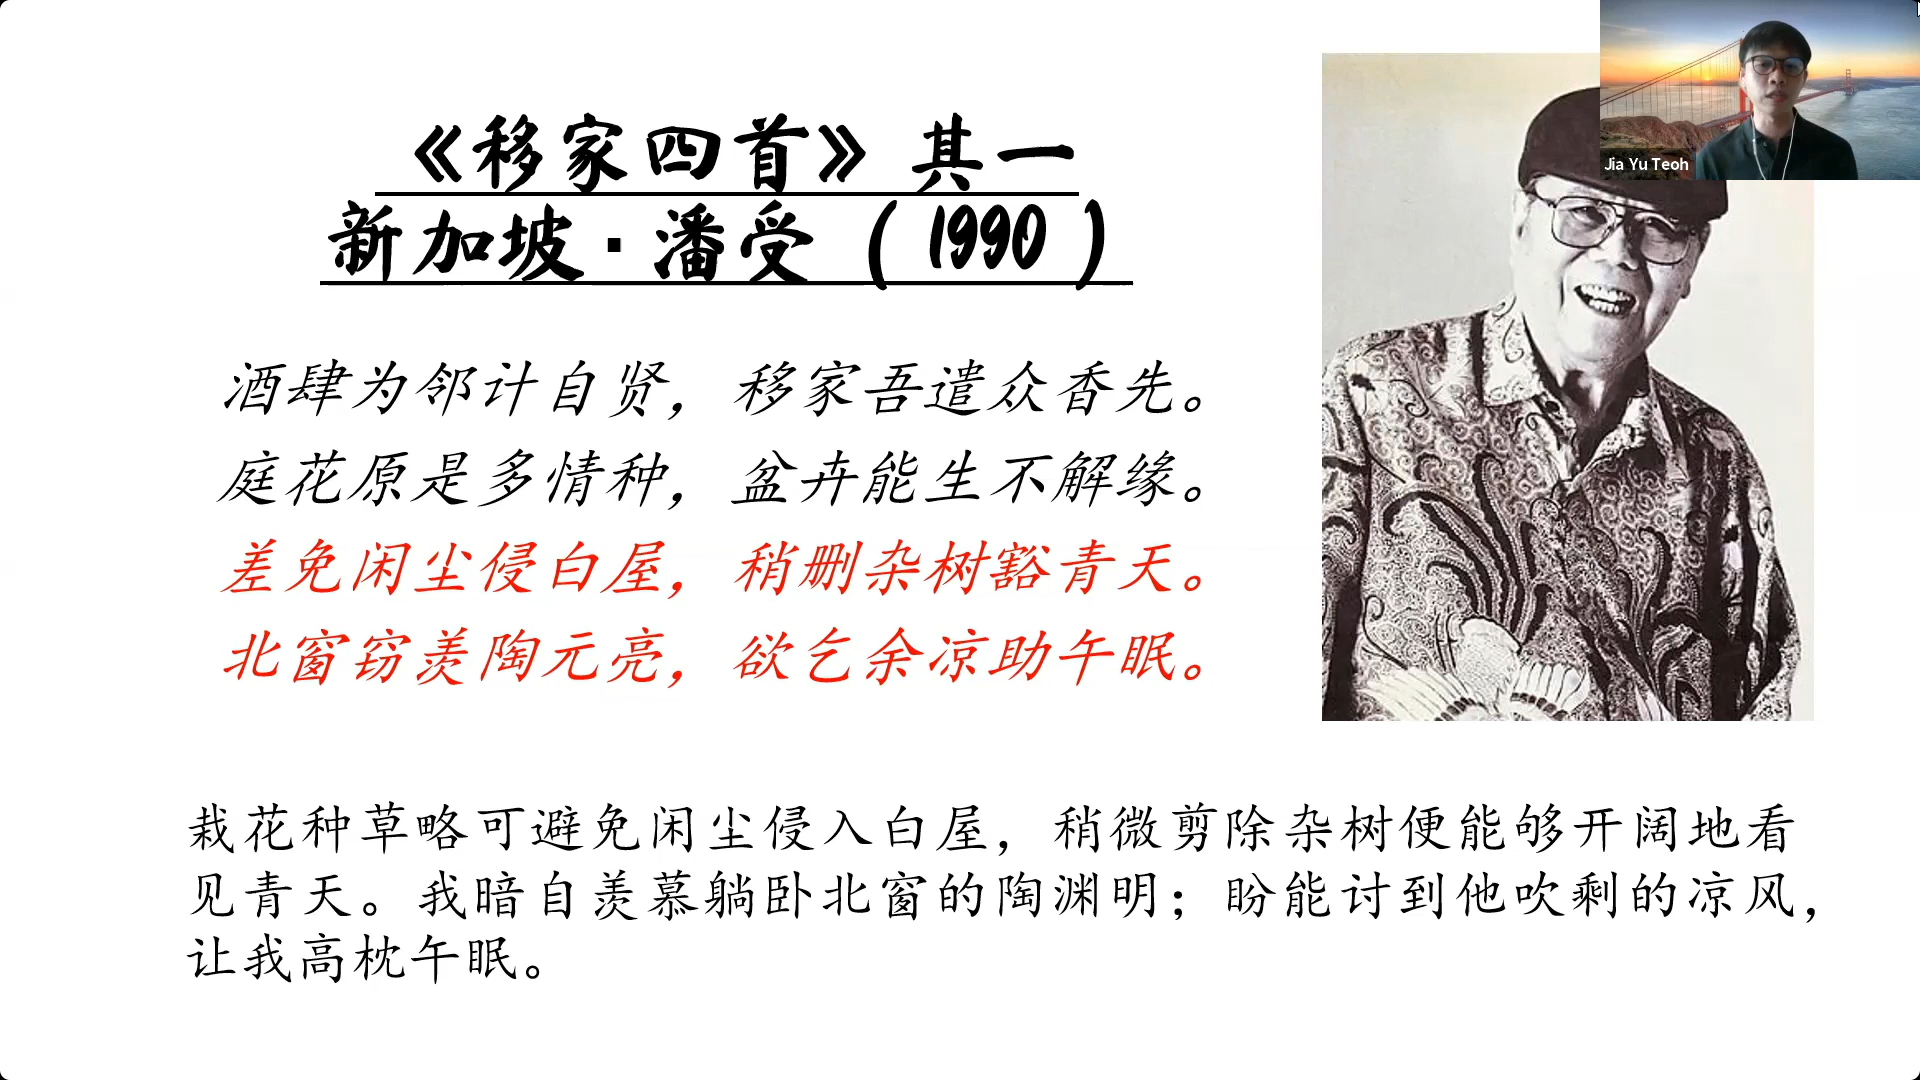 《移家四首》其一
新加坡·潘受（1990）
酒肆为邻计自贤，移家吾遣众香先。
庭花原是多情种，盆卉能生不解缘。
差免闲尘侵白屋，稍删杂树豁青天。
北窗窃羡陶元亮，欲乞余凉助午眠。
栽花种草略可避免闲尘侵入白屋，稍微剪除杂树便能够开阔地看
见青天。我暗自羡慕躺卧北窗的陶渊明；盼能讨到他吹剩的凉风，
让我高枕午眠。
Jia Yu Teoh